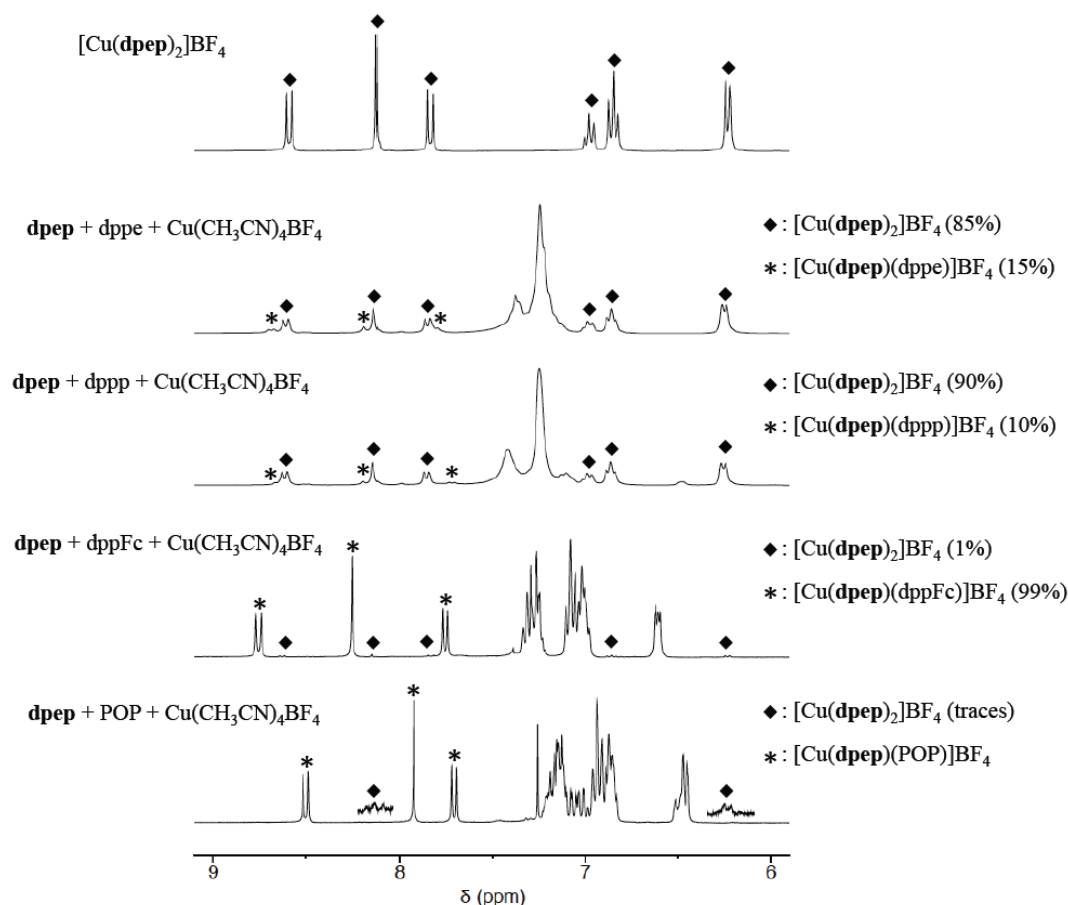 [Cu(dpep)₂]BF₄
dpep + dppe + Cu(CH₃CN)₄BF₄
◆ : [Cu(dpep)₂]BF₄ (85%)
* : [Cu(dpep)(dppe)]BF₄ (15%)
dpep + dppp + Cu(CH₃CN)₄BF₄
◆ : [Cu(dpep)₂]BF₄ (90%)
* : [Cu(dpep)(dppp)]BF₄ (10%)
dpep + dppFc + Cu(CH₃CN)₄BF₄
◆ : [Cu(dpep)₂]BF₄ (1%)
* : [Cu(dpep)(dppFc)]BF₄ (99%)
dpep + POP + Cu(CH₃CN)₄BF₄
◆ : [Cu(dpep)₂]BF₄ (traces)
* : [Cu(dpep)(POP)]BF₄
9 8 7 6
δ (ppm)